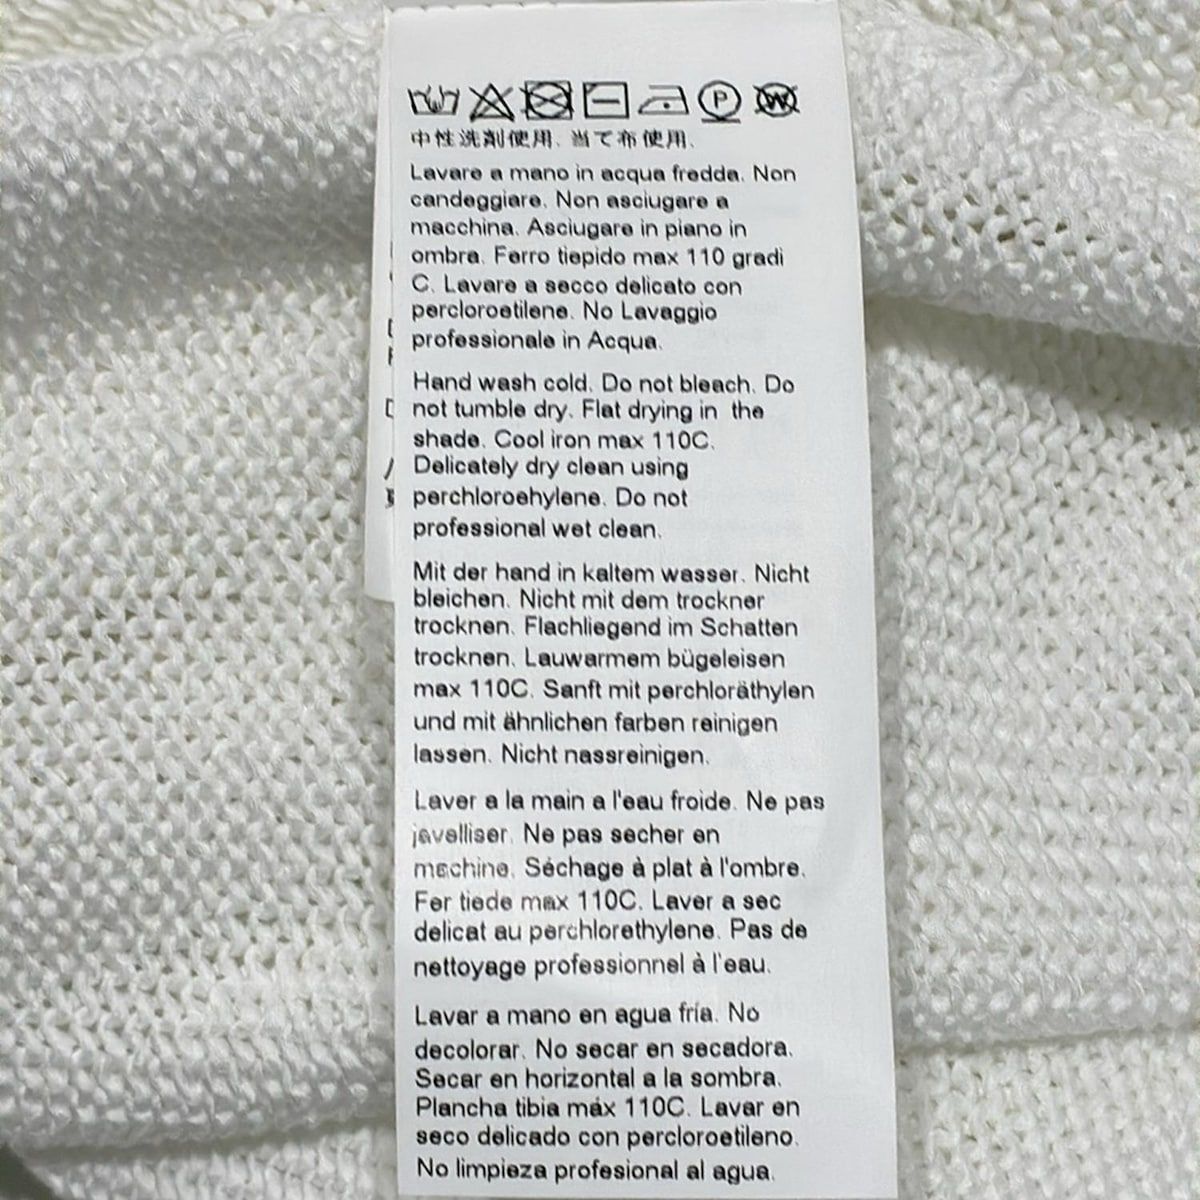 P W
中性洗剤使用、当て布使用、
Lavare a mano in acqua fredda. Non
candeggiare. Non asciugare a
macchina. Asciugare in piano in
ombra. Ferro tiepido max 110 gradi
C. Lavare a secco delicato con
percloroetilene. No Lavaggio
professionale in Acqua.
Hand wash cold. Do not bleach. Do
not tumble dry. Flat drying in the
shade. Cool iron max 110C.
Delicately dry clean using
perchloroehylene. Do not
professional wet clean.
Mit der hand in kaltem wasser. Nicht
bleichen. Nicht mit dem trockner
trocknen. Flachliegend im Schatten
trocknen. Lauwarmem bügeleisen
max 110C. Sanft mit perchloräthylen
und mit ähnlichen farben reinigen
lassen. Nicht nassreinigen.
Laver a la main a l'eau froide. Ne pas
javelliser. Ne pas secher en
machine. Séchage à plat à l'ombre.
Fer tiede max 110C. Laver a sec
delicat au perchlorethylene. Pas de
nettoyage professionnel à l'eau.
Lavar a mano en agua fría. No
decolorar. No secar en secadora.
Secar en horizontal a la sombra.
Plancha tibia máx 110C. Lavar en
seco delicado con percloroetileno.
No limpieza profesional al agua.